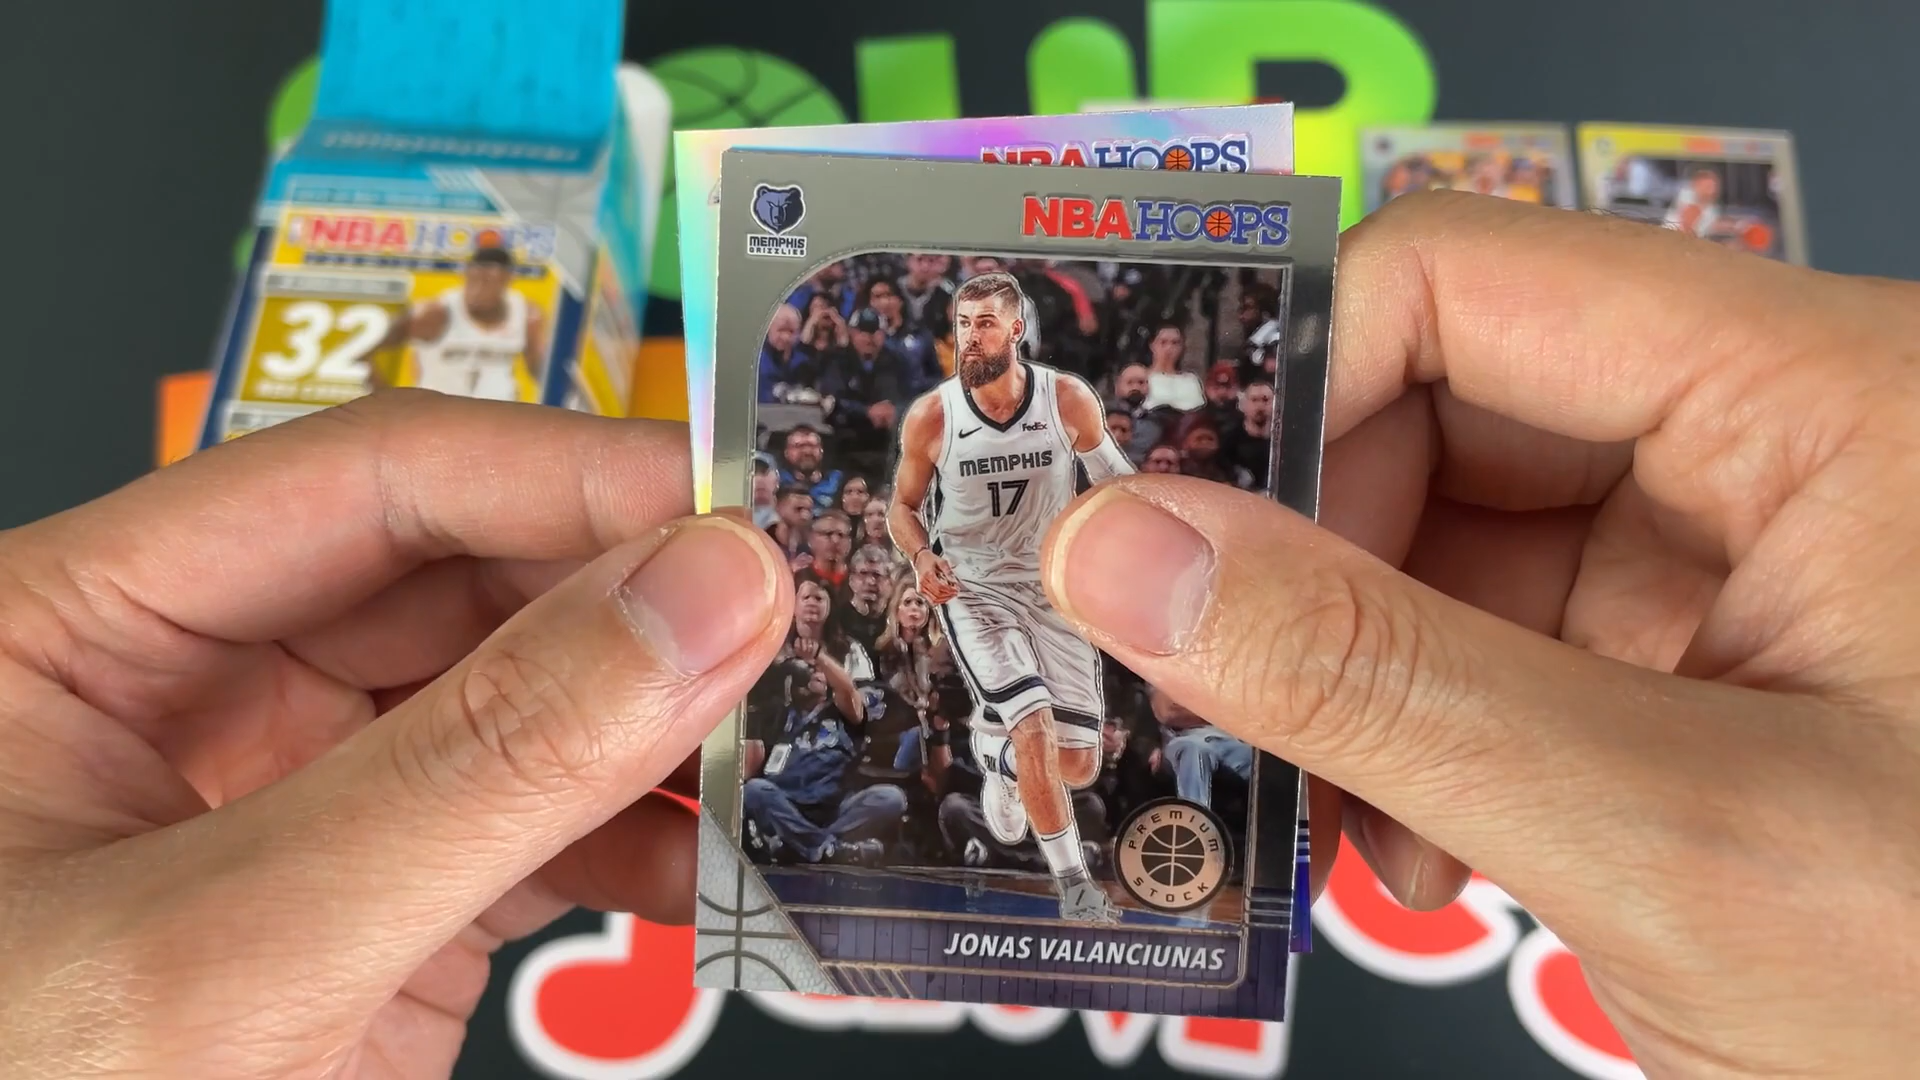 NBA HOOPS
NBA HOOPS
MEMPHIS
GRIZZLIES
NBA HOOPS
32
FedEx
MEMPHIS
17
PREMIUM
STOCK
JONAS VALANCIUNAS